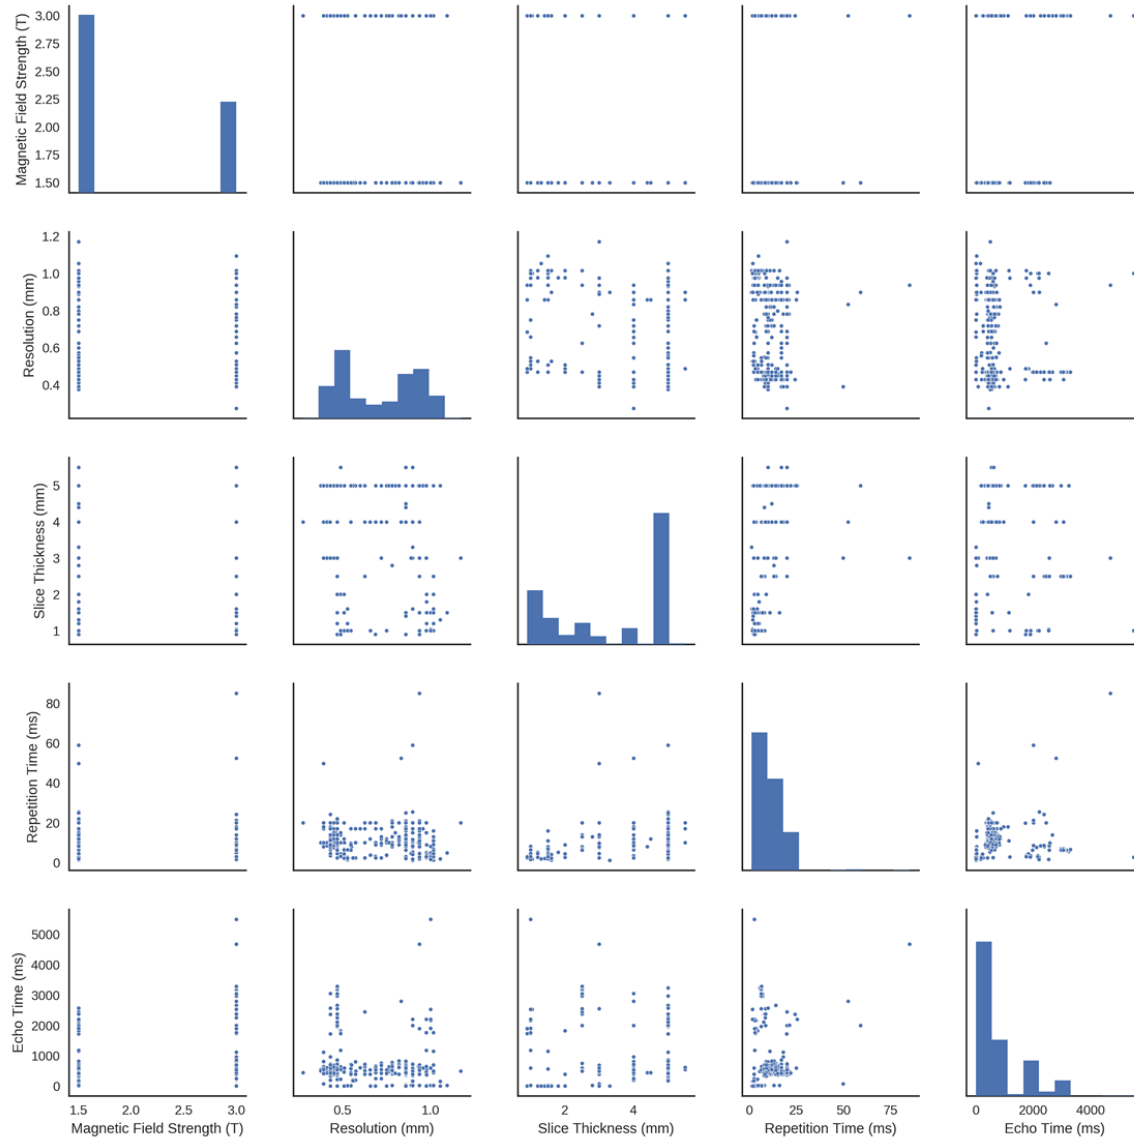 Magnetic Field Strength (T)
3.00
2.75
2.50
2.25
2.00
1.75
1.50
Resolution (mm)
1.2
1.0
0.8
0.6
0.4
Slice Thickness (mm)
5
4
3
2
1
Repetition Time (ms)
80
60
40
20
0
Echo Time (ms)
5000
4000
3000
2000
1000
0
1.5 2.0 2.5 3.0
Magnetic Field Strength (T)
0.5 1.0
Resolution (mm)
2 4
Slice Thickness (mm)
0 25 50 75
Repetition Time (ms)
0 2000 4000
Echo Time (ms)